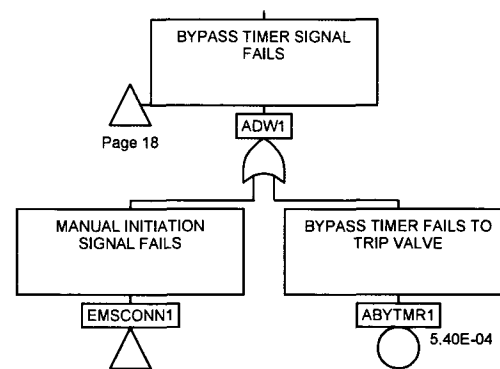 BYPASS TIMER SIGNAL
FAILS
Page 18
ADW1
MANUAL INITIATION
SIGNAL FAILS
BYPASS TIMER FAILS TO
TRIP VALVE
EMSCONN1
ABYTMR1
5.40E-04